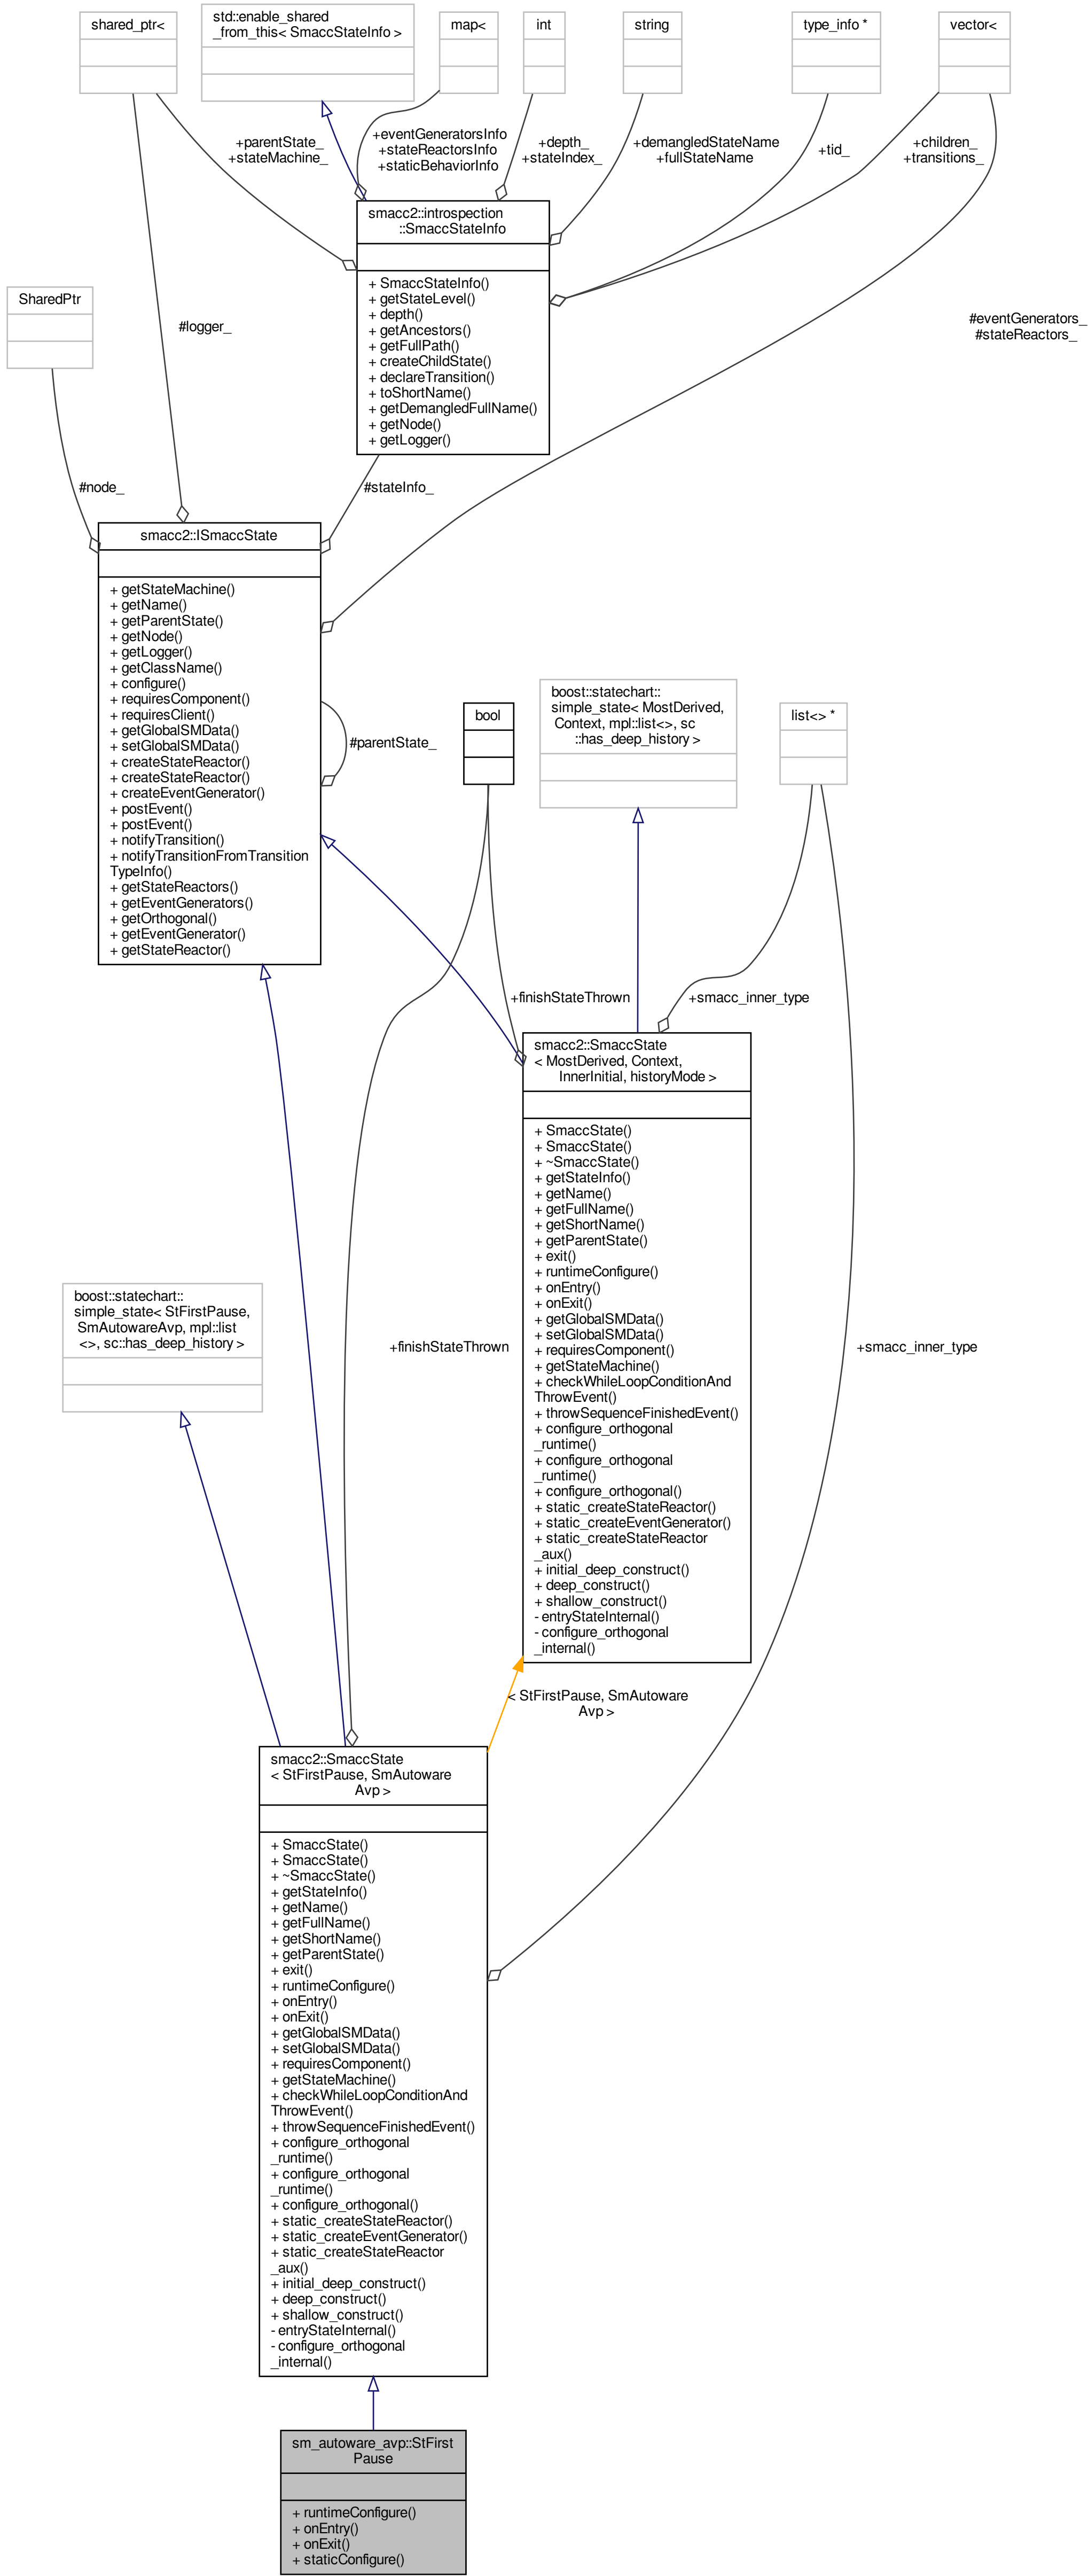 shared_ptr<
std::enable_shared
_from_this< SmaccStateInfo >
map<
int
string
type_info *
vector<
+parentState_
+stateMachine_
+eventGeneratorsInfo
+stateReactorsInfo
+staticBehaviorInfo
+depth_
+stateIndex_
+demangledStateName
+fullStateName
+tid_
+children_
+transitions_
smacc2::introspection
::SmaccStateInfo
+ SmaccStateInfo()
+ getStateLevel()
+ depth()
+ getAncestors()
+ getFullPath()
+ createChildState()
+ declareTransition()
+ toShortName()
+ getDemangledFullName()
+ getNode()
+ getLogger()
SharedPtr
#logger_
#eventGenerators_
#stateReactors_
#node_
#stateInfo_
smacc2::ISmaccState
+ getStateMachine()
+ getName()
+ getParentState()
+ getNode()
+ getLogger()
+ getClassName()
+ configure()
+ requiresComponent()
+ requiresClient()
+ getGlobalSMData()
+ setGlobalSMData()
+ createStateReactor()
+ createStateReactor()
+ createEventGenerator()
+ postEvent()
+ postEvent()
+ notifyTransition()
+ notifyTransitionFromTransition
TypeInfo()
+ getStateReactors()
+ getEventGenerators()
+ getOrthogonal()
+ getEventGenerator()
+ getStateReactor()
#parentState_
bool
boost::statechart::
simple_state< MostDerived,
Context, mpl::list<>, sc
::has_deep_history >
list<> *
+finishStateThrown
+smacc_inner_type
smacc2::SmaccState
< MostDerived, Context,
InnerInitial, historyMode >
+ SmaccState()
+ SmaccState()
+ ~SmaccState()
+ getStateInfo()
+ getName()
+ getFullName()
+ getShortName()
+ getParentState()
+ exit()
+ runtimeConfigure()
+ onEntry()
+ onExit()
+ getGlobalSMData()
+ setGlobalSMData()
+ requiresComponent()
+ getStateMachine()
+ checkWhileLoopConditionAnd
ThrowEvent()
+ throwSequenceFinishedEvent()
+ configure_orthogonal
_runtime()
+ configure_orthogonal
_runtime()
+ configure_orthogonal()
+ static_createStateReactor()
+ static_createEventGenerator()
+ static_createStateReactor
_aux()
+ initial_deep_construct()
+ deep_construct()
+ shallow_construct()
- entryStateInternal()
- configure_orthogonal
_internal()
boost::statechart::
simple_state< StFirstPause,
SmAutowareAvp, mpl::list
<>, sc::has_deep_history >
+finishStateThrown
+smacc_inner_type
< StFirstPause, SmAutoware
Avp >
smacc2::SmaccState
< StFirstPause, SmAutoware
Avp >
+ SmaccState()
+ SmaccState()
+ ~SmaccState()
+ getStateInfo()
+ getName()
+ getFullName()
+ getShortName()
+ getParentState()
+ exit()
+ runtimeConfigure()
+ onEntry()
+ onExit()
+ getGlobalSMData()
+ setGlobalSMData()
+ requiresComponent()
+ getStateMachine()
+ checkWhileLoopConditionAnd
ThrowEvent()
+ throwSequenceFinishedEvent()
+ configure_orthogonal
_runtime()
+ configure_orthogonal
_runtime()
+ configure_orthogonal()
+ static_createStateReactor()
+ static_createEventGenerator()
+ static_createStateReactor
_aux()
+ initial_deep_construct()
+ deep_construct()
+ shallow_construct()
- entryStateInternal()
- configure_orthogonal
_internal()
sm_autoware_avp::StFirst
Pause
+ runtimeConfigure()
+ onEntry()
+ onExit()
+ staticConfigure()